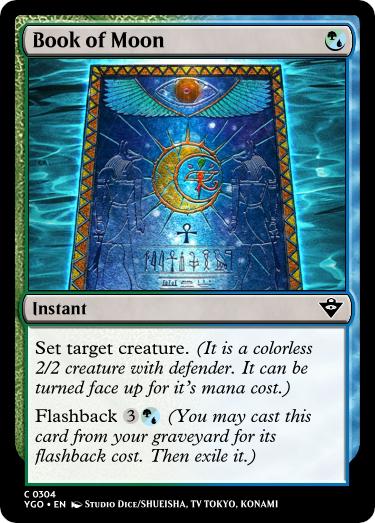 Book of Moon
Instant
Set target creature. (It is a colorless
2/2 creature with defender. It can be
turned face up for it's mana cost.)
Flashback 3 (You may cast this
card from your graveyard for its
flashback cost. Then exile it.)
C 0304
YGO • EN Studio Dice/SHUEISHA, TV TOKYO, KONAMI